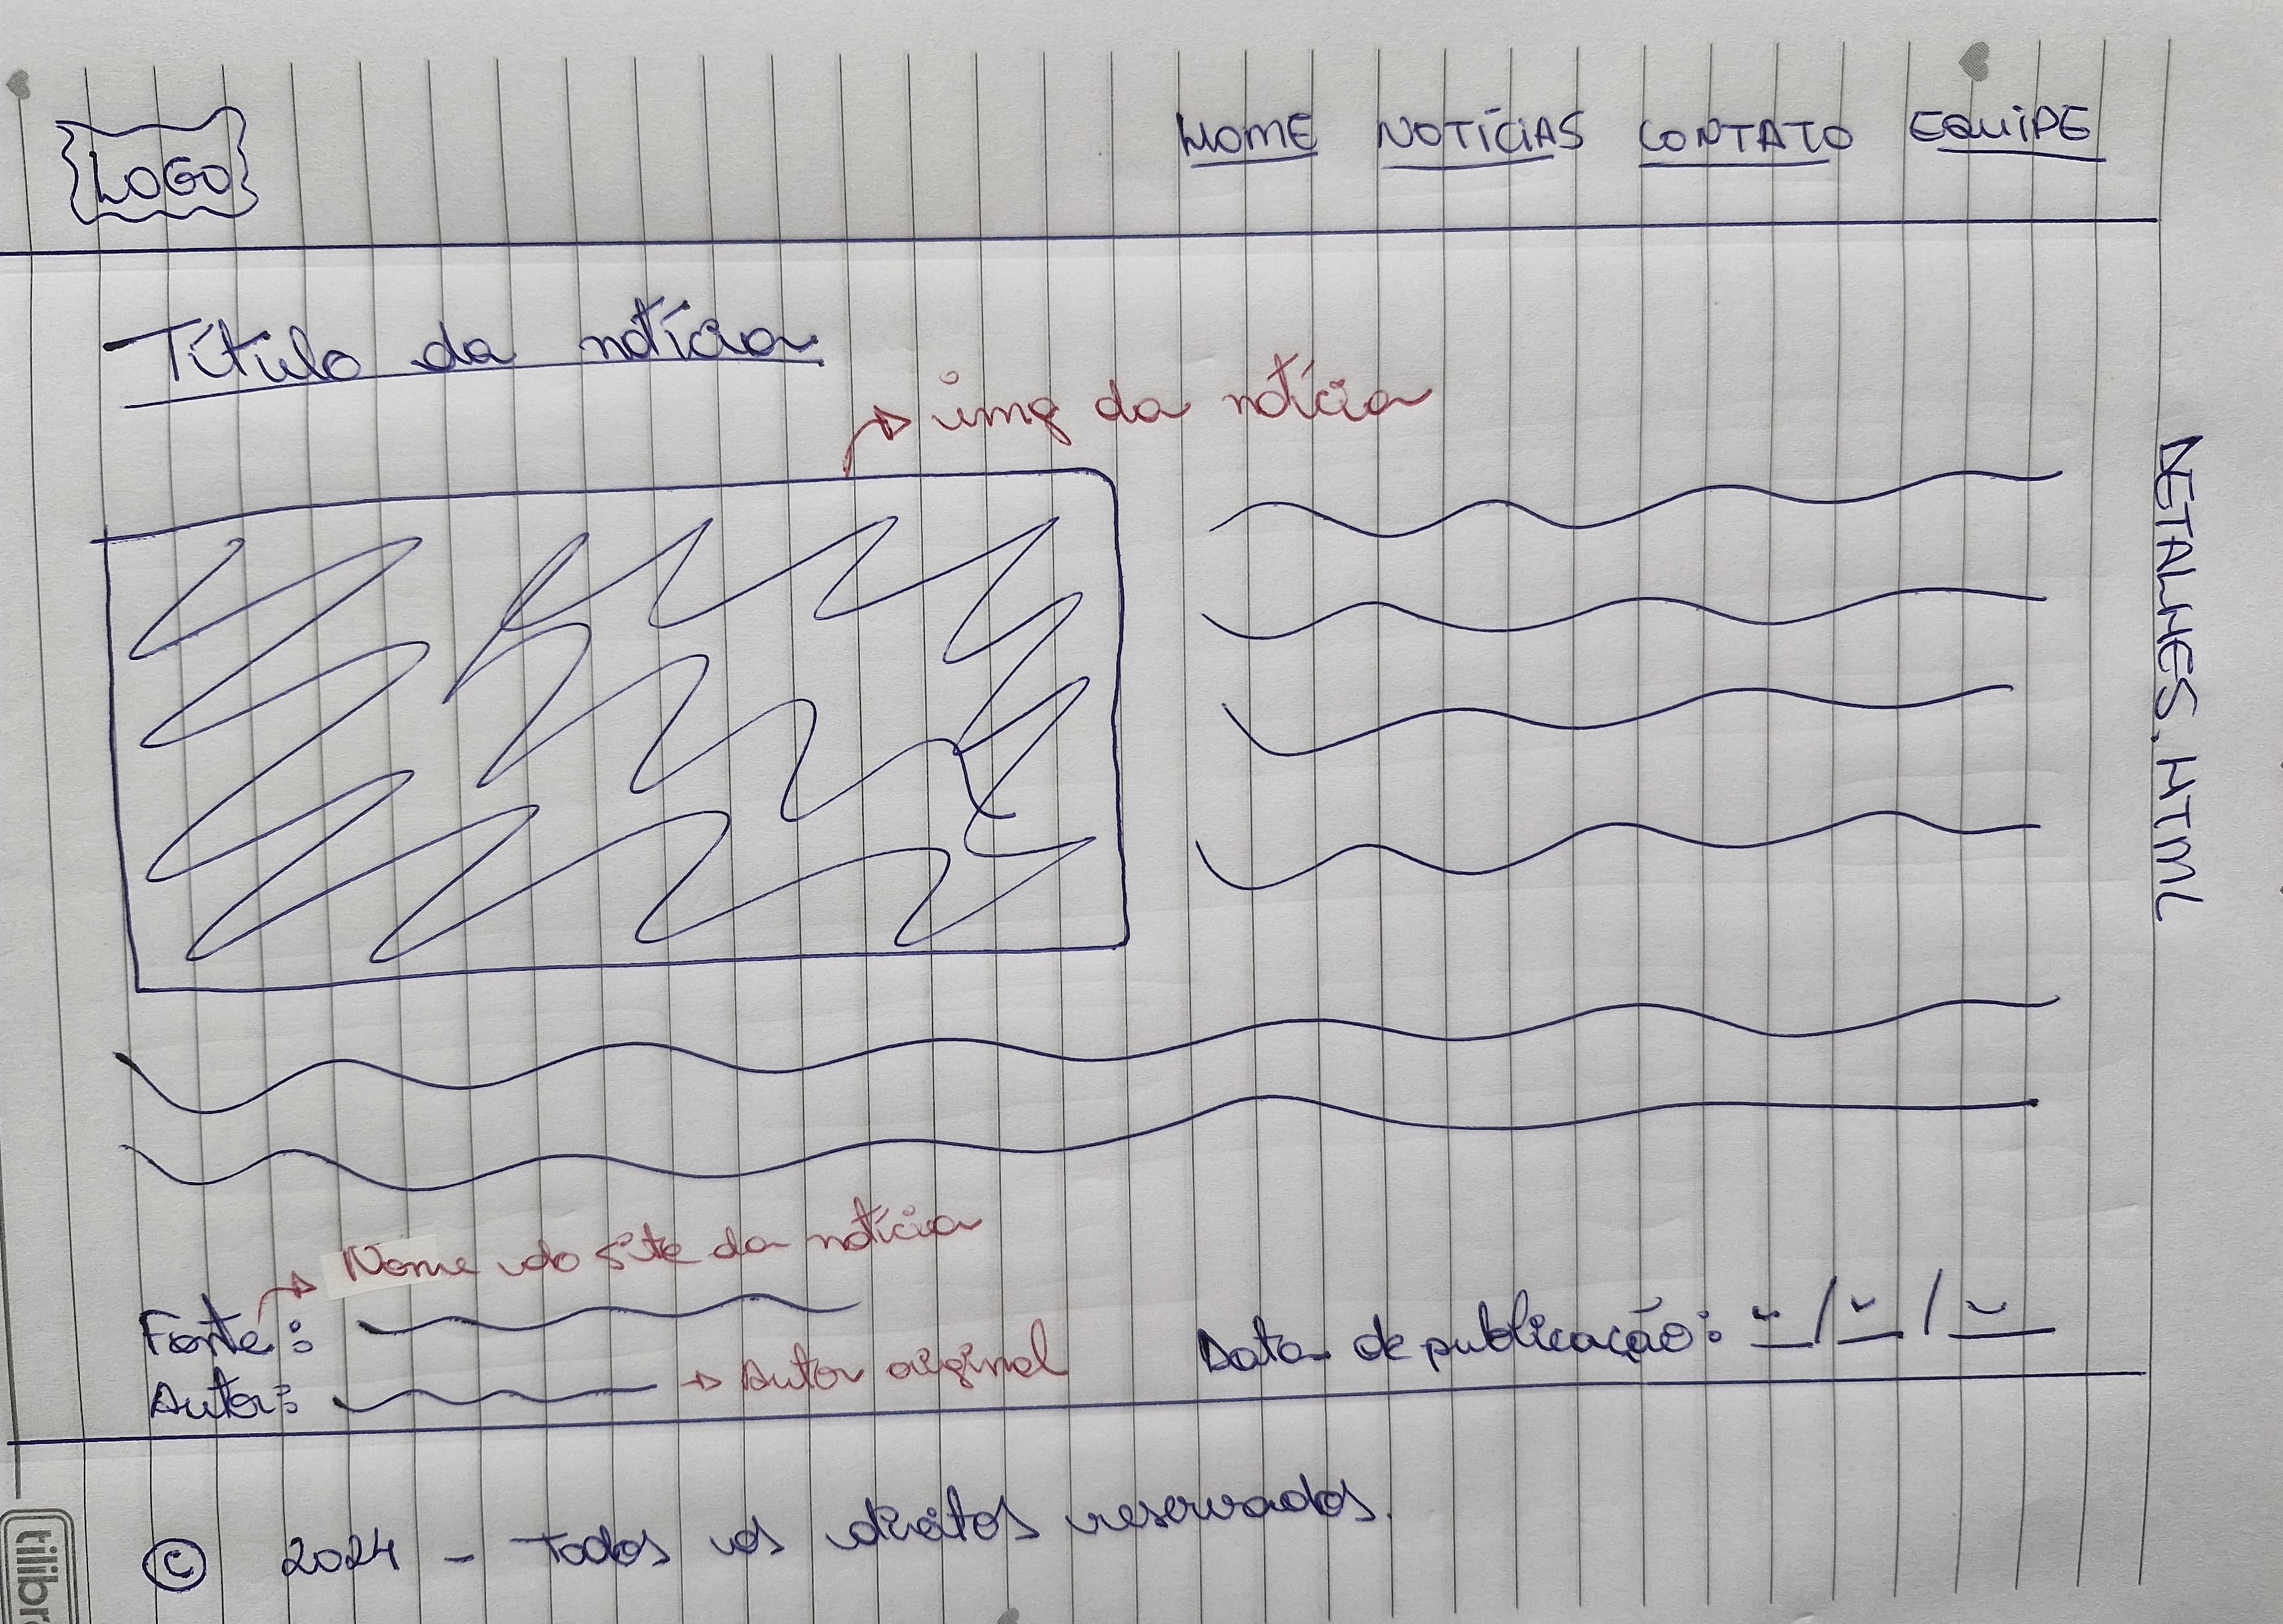 LOGO
HOME NOTÍCIAS CONTATO EQUIPE
Título da notícia
img da notícia
DETALHES.HTML
Nome do site da notícia
Fonte:
Autor: Autor original
Data de publicação: / /
© 2024 - Todos os direitos reservados.
tilibra